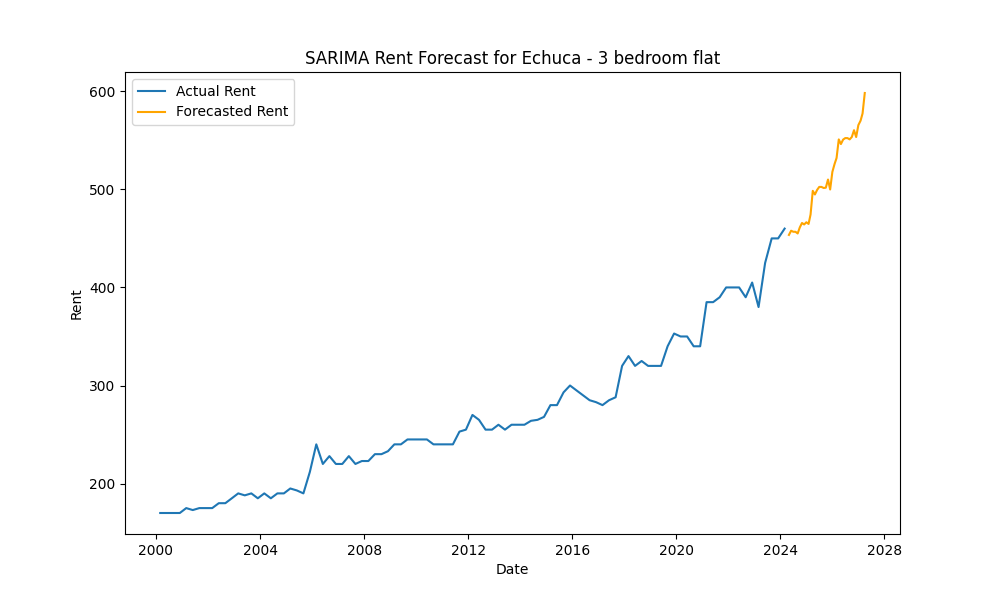 SARIMA Rent Forecast for Echuca - 3 bedroom flat
Actual Rent
Forecasted Rent
600
500
400
300
200
Rent
2000 2004 2008 2012 2016 2020 2024 2028
Date